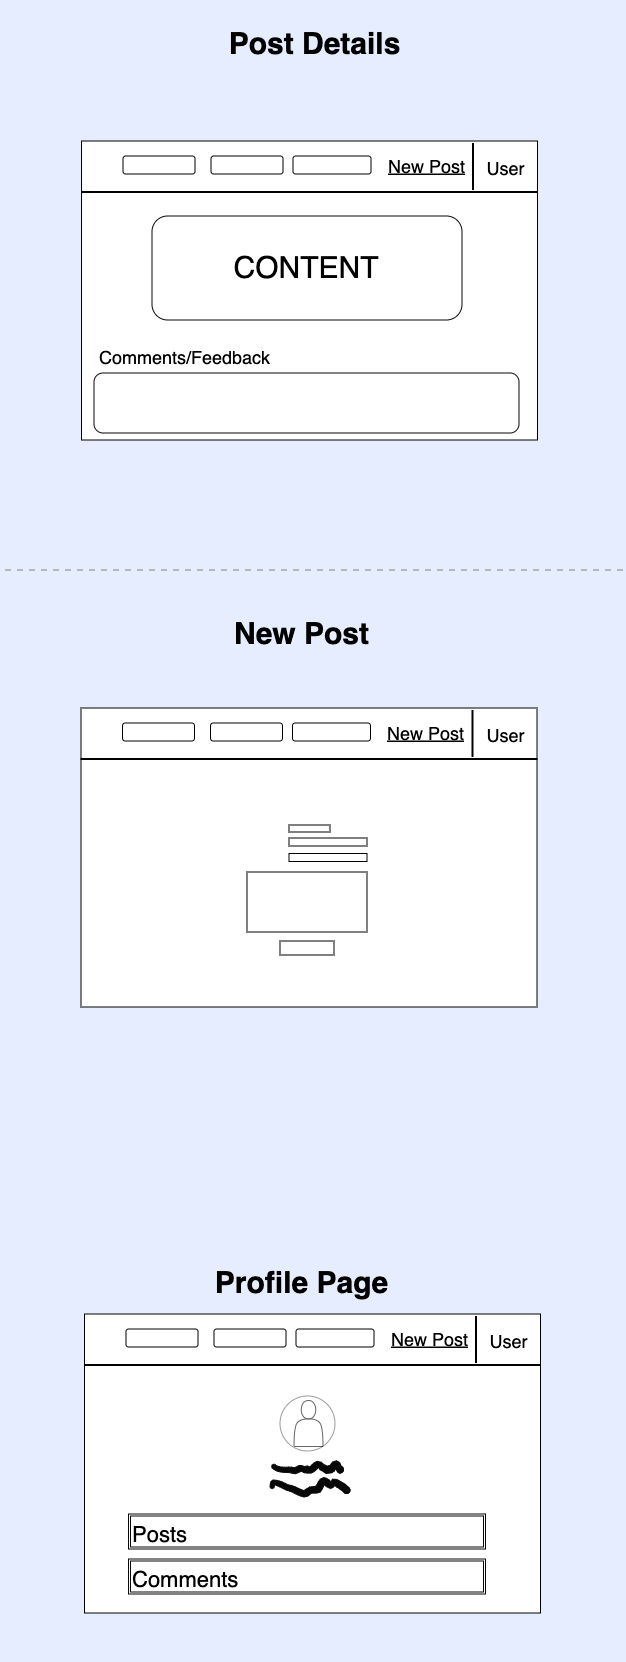 Post Details
New Post
User
CONTENT
Comments/Feedback
New Post
New Post
User
Profile Page
New Post
User
Posts
Comments